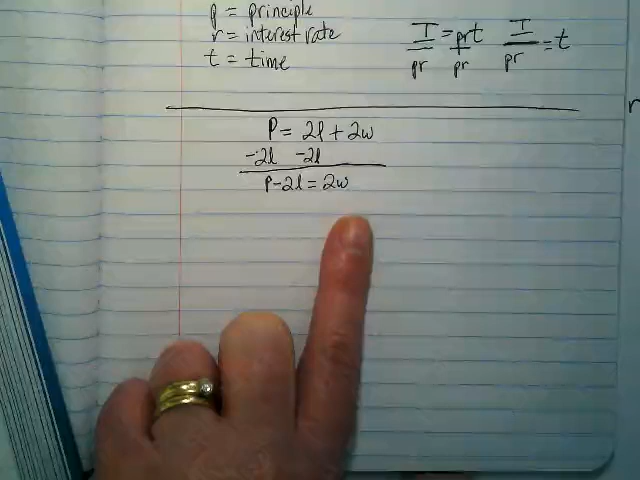 p = principle
r = interest rate
t = time
I = prt
pr pr
I = t
pr
P = 2l + 2w
-2l -2l
P - 2l = 2w
r